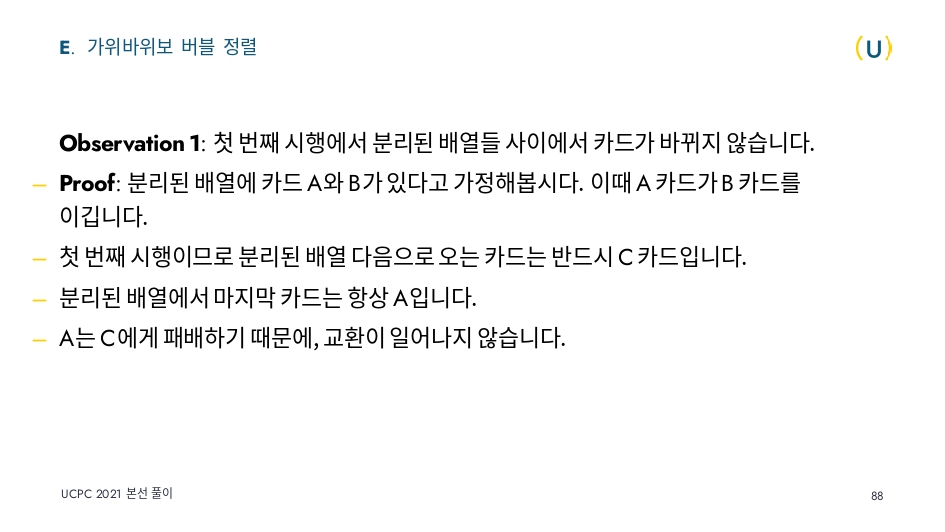 E. 가위바위보 버블 정렬
(U)
Observation 1: 첫 번째 시행에서 분리된 배열들 사이에서 카드가 바뀌지 않습니다.
– Proof: 분리된 배열에 카드 A와 B가 있다고 가정해봅시다. 이때 A 카드가 B 카드를
이깁니다.
– 첫 번째 시행이므로 분리된 배열 다음으로 오는 카드는 반드시 C 카드입니다.
– 분리된 배열에서 마지막 카드는 항상 A입니다.
– A는 C에게 패배하기 때문에, 교환이 일어나지 않습니다.
UCPC 2021 본선 풀이
88